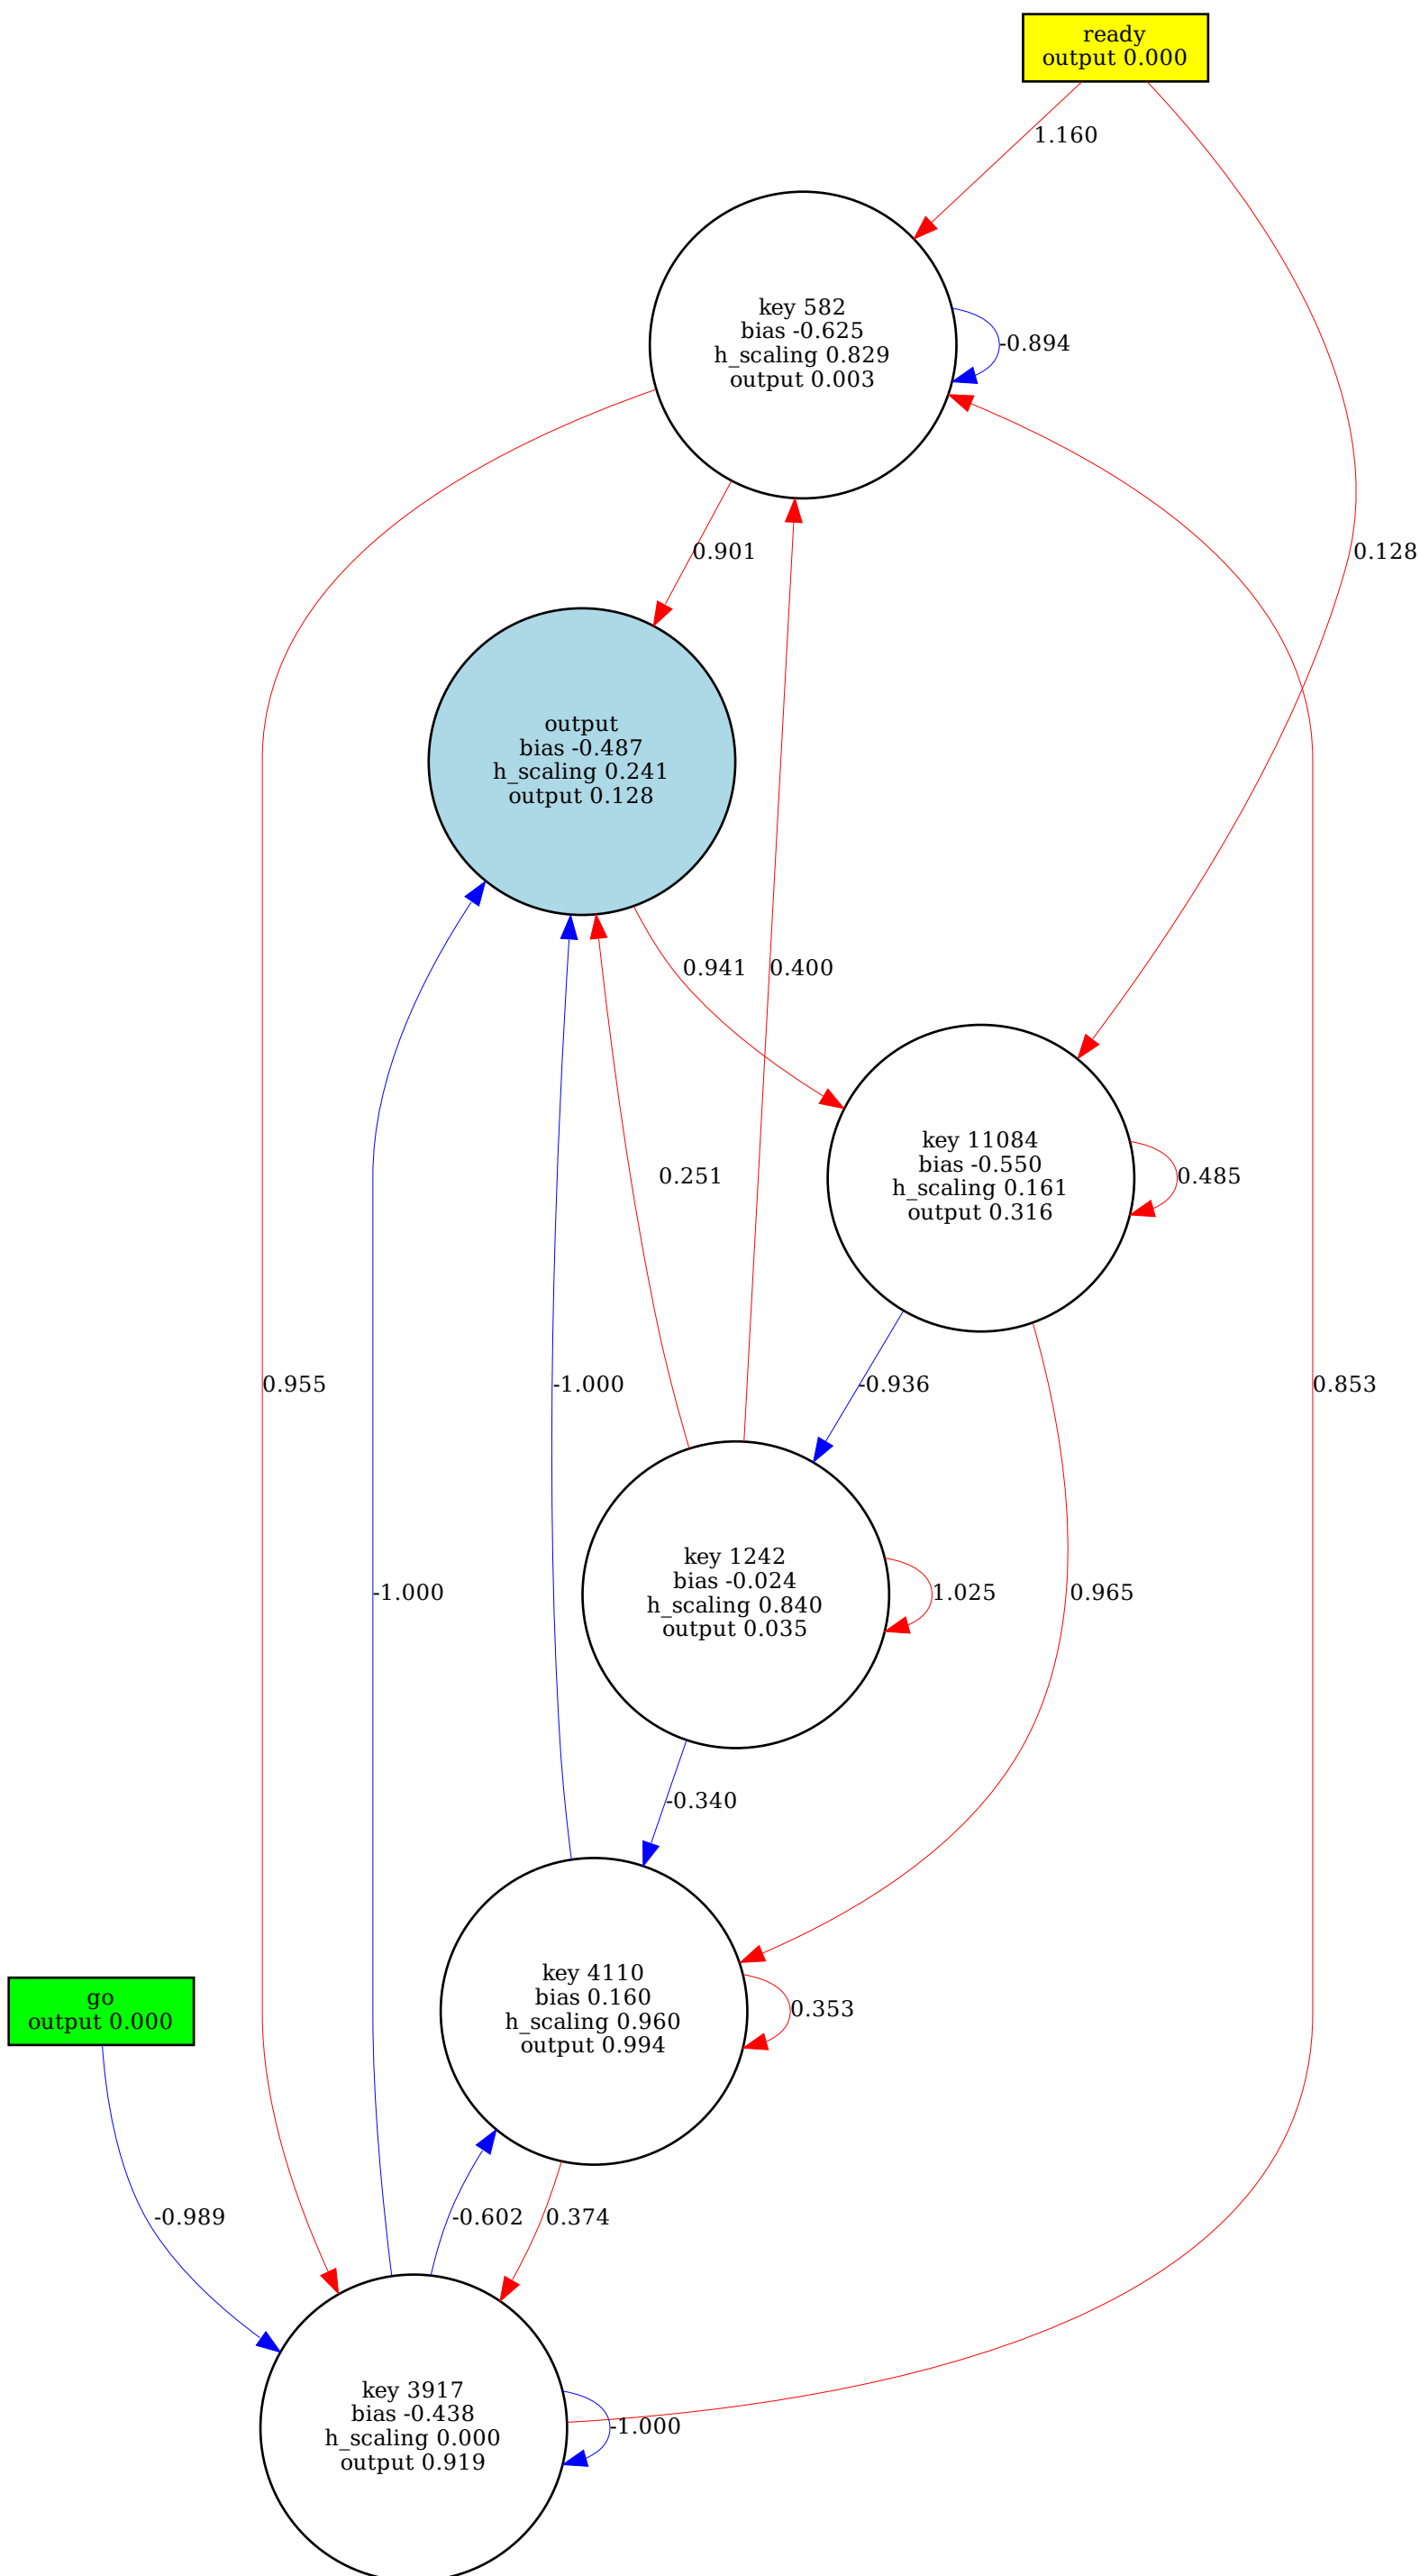 ready
output 0.000
1.160
key 582
bias -0.625
h_scaling 0.829
output 0.003
-0.894
0.901
0.128
output
bias -0.487
h_scaling 0.241
output 0.128
0.941
0.400
key 11084
bias -0.550
h_scaling 0.161
output 0.316
0.485
0.251
0.955
-1.000
-0.936
0.853
key 1242
bias -0.024
h_scaling 0.840
output 0.035
1.025
-1.000
0.965
-0.340
key 4110
bias 0.160
h_scaling 0.960
output 0.994
0.353
go
output 0.000
-0.989
-0.602
0.374
key 3917
bias -0.438
h_scaling 0.000
output 0.919
-1.000